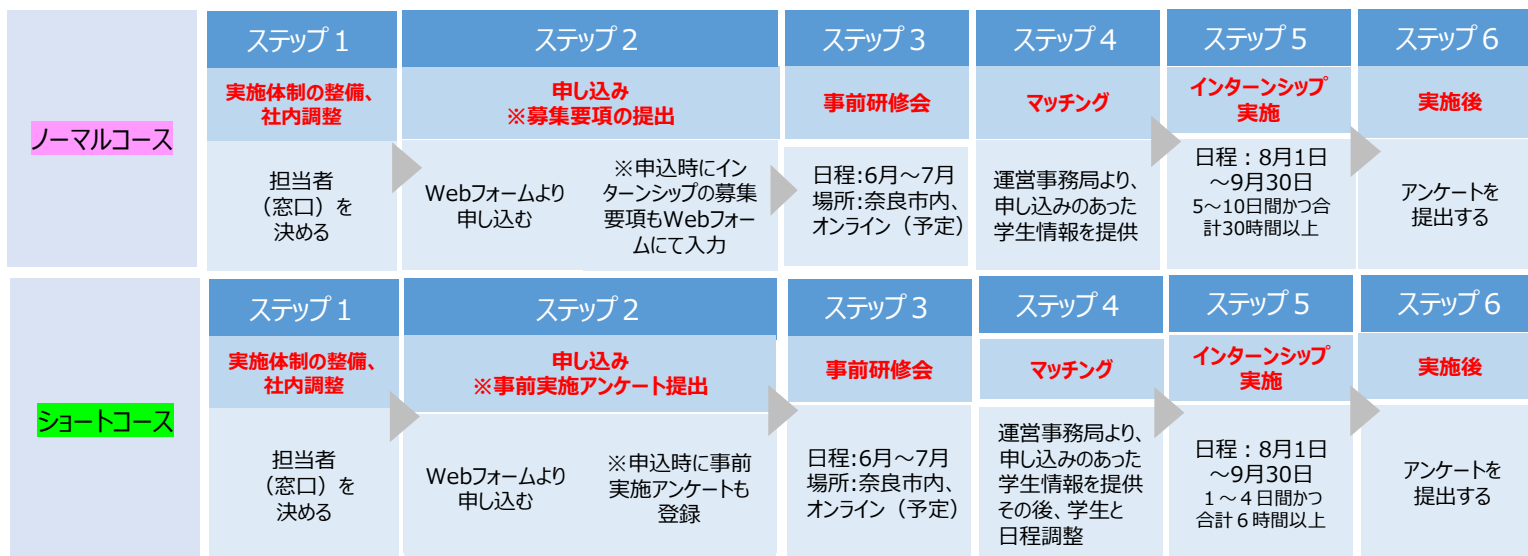 ノーマルコース
ステップ１
実施体制の整備、
社内調整
担当者
（窓口）を
決める
ステップ２
申し込み
※募集要項の提出
Webフォームより
申し込む
※申込時にイン
ターンシップの募集
要項もWebフォー
ムにて入力
ステップ３
事前研修会
日程:6月～7月
場所:奈良市内、
オンライン（予定）
ステップ４
マッチング
運営事務局より、
申し込みのあった
学生情報を提供
ステップ５
インターンシップ
実施
日程：8月1日
～9月30日
5～10日間かつ合
計30時間以上
ステップ６
実施後
アンケートを
提出する
ショートコース
ステップ１
実施体制の整備、
社内調整
担当者
（窓口）を
決める
ステップ２
申し込み
※事前実施アンケート提出
Webフォームより
申し込む
※申込時に事前
実施アンケートも
登録
ステップ３
事前研修会
日程:6月～7月
場所:奈良市内、
オンライン（予定）
ステップ４
マッチング
運営事務局より、
申し込みのあった
学生情報を提供
その後、学生と
日程調整
ステップ５
インターンシップ
実施
日程：8月1日
～9月30日
１～４日間かつ
合計６時間以上
ステップ６
実施後
アンケートを
提出する